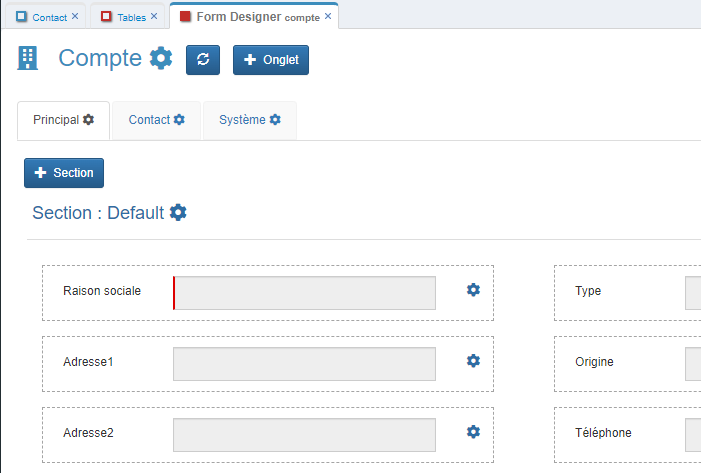 Contact × Tables × Form Designer compte ×
Compte + Onglet
Principal Contact Système
+ Section
Section : Default
Raison sociale Type
Adresse1 Origine
Adresse2 Téléphone